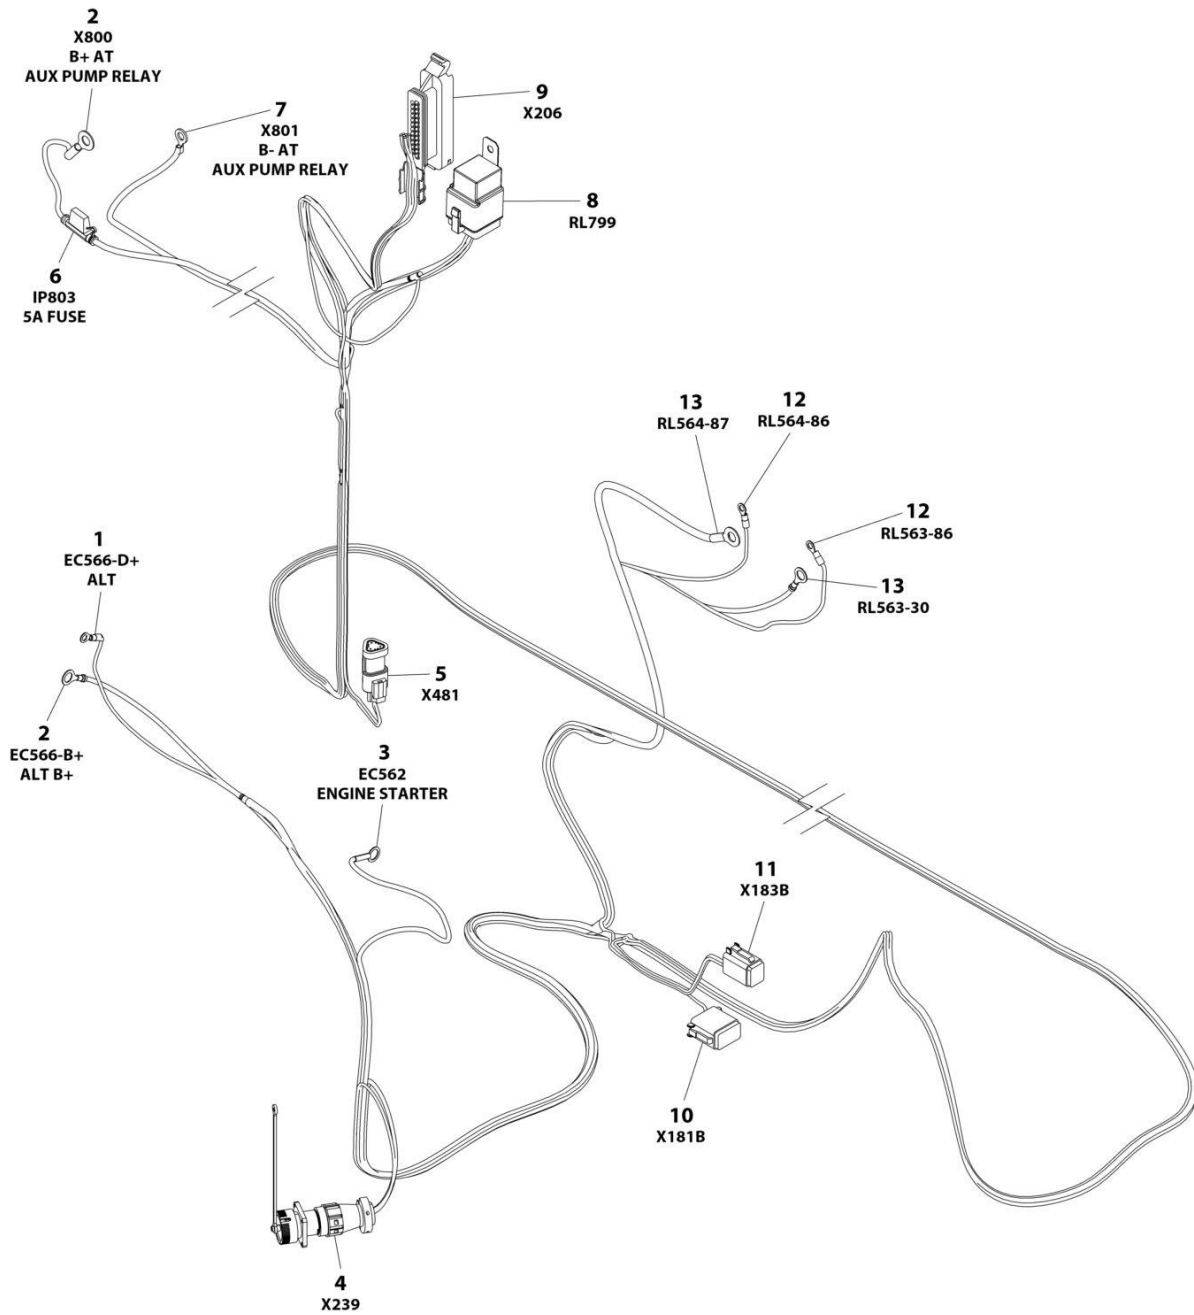 2
X800
B+ AT
AUX PUMP RELAY
7
X801
B- AT
AUX PUMP RELAY
9
X206
8
RL799
6
IP803
5A FUSE
13
RL564-87
12
RL564-86
12
RL563-86
13
RL563-30
1
EC566-D+
ALT
2
EC566-B+
ALT B+
5
X481
3
EC562
ENGINE STARTER
11
X183B
10
X181B
4
X239